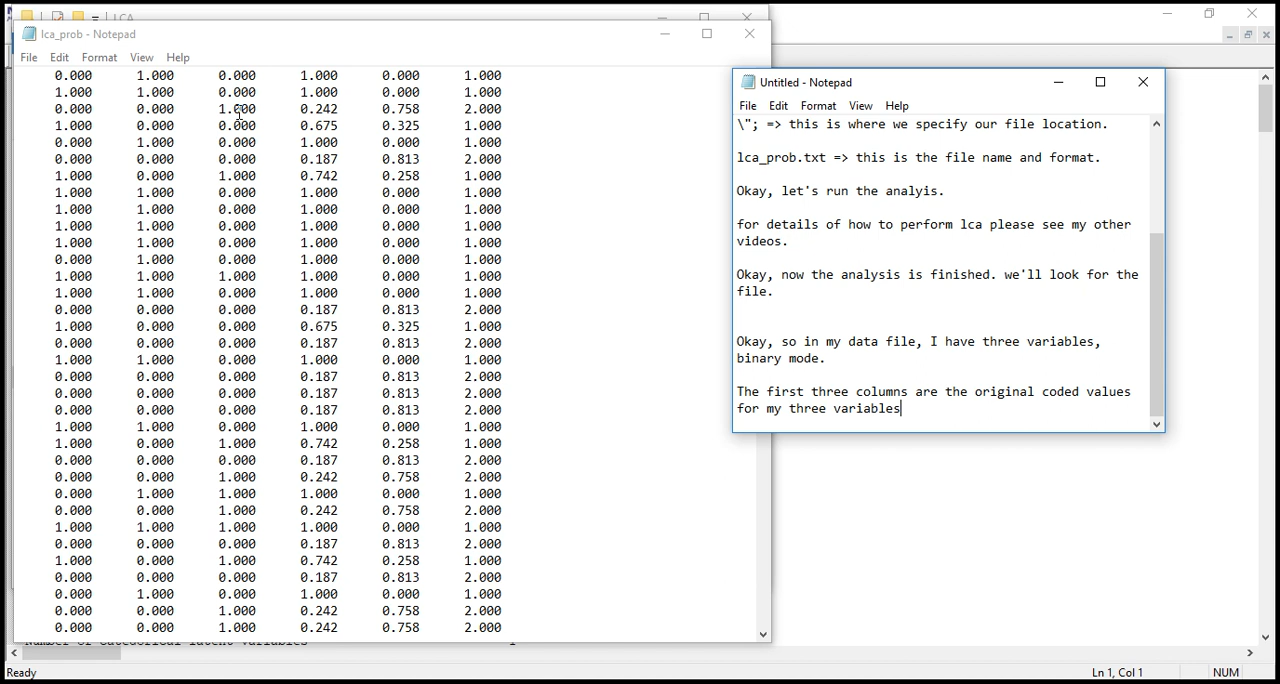 LCA
lca_prob - Notepad
File Edit Format View Help
0.000 1.000 0.000 1.000 0.000 1.000
1.000 1.000 0.000 1.000 0.000 1.000
0.000 0.000 1.000 0.242 0.758 2.000
1.000 0.000 0.000 0.675 0.325 1.000
0.000 1.000 0.000 1.000 0.000 1.000
0.000 0.000 0.000 0.187 0.813 2.000
1.000 0.000 1.000 0.742 0.258 1.000
1.000 1.000 0.000 1.000 0.000 1.000
1.000 1.000 0.000 1.000 0.000 1.000
1.000 1.000 0.000 1.000 0.000 1.000
1.000 1.000 0.000 1.000 0.000 1.000
0.000 1.000 0.000 1.000 0.000 1.000
1.000 1.000 1.000 1.000 0.000 1.000
1.000 1.000 0.000 1.000 0.000 1.000
0.000 0.000 0.000 0.187 0.813 2.000
1.000 0.000 0.000 0.675 0.325 1.000
0.000 0.000 0.000 0.187 0.813 2.000
1.000 1.000 0.000 1.000 0.000 1.000
0.000 0.000 0.000 0.187 0.813 2.000
0.000 0.000 0.000 0.187 0.813 2.000
0.000 0.000 0.000 0.187 0.813 2.000
1.000 1.000 0.000 1.000 0.000 1.000
1.000 0.000 1.000 0.742 0.258 1.000
0.000 0.000 0.000 0.187 0.813 2.000
0.000 0.000 1.000 0.242 0.758 2.000
0.000 1.000 1.000 1.000 0.000 1.000
0.000 0.000 1.000 0.242 0.758 2.000
1.000 1.000 1.000 1.000 0.000 1.000
0.000 0.000 0.000 0.187 0.813 2.000
1.000 0.000 1.000 0.742 0.258 1.000
0.000 0.000 0.000 0.187 0.813 2.000
0.000 1.000 0.000 1.000 0.000 1.000
0.000 0.000 1.000 0.242 0.758 2.000
0.000 0.000 1.000 0.242 0.758 2.000
Number of categorical latent variables 1
Untitled - Notepad
File Edit Format View Help
\"; => this is where we specify our file location.
lca_prob.txt => this is the file name and format.
Okay, let's run the analyis.
for details of how to perform lca please see my other
videos.
Okay, now the analysis is finished. we'll look for the
file.
Okay, so in my data file, I have three variables,
binary mode.
The first three columns are the original coded values
for my three variables
Ready Ln 1, Col 1 NUM